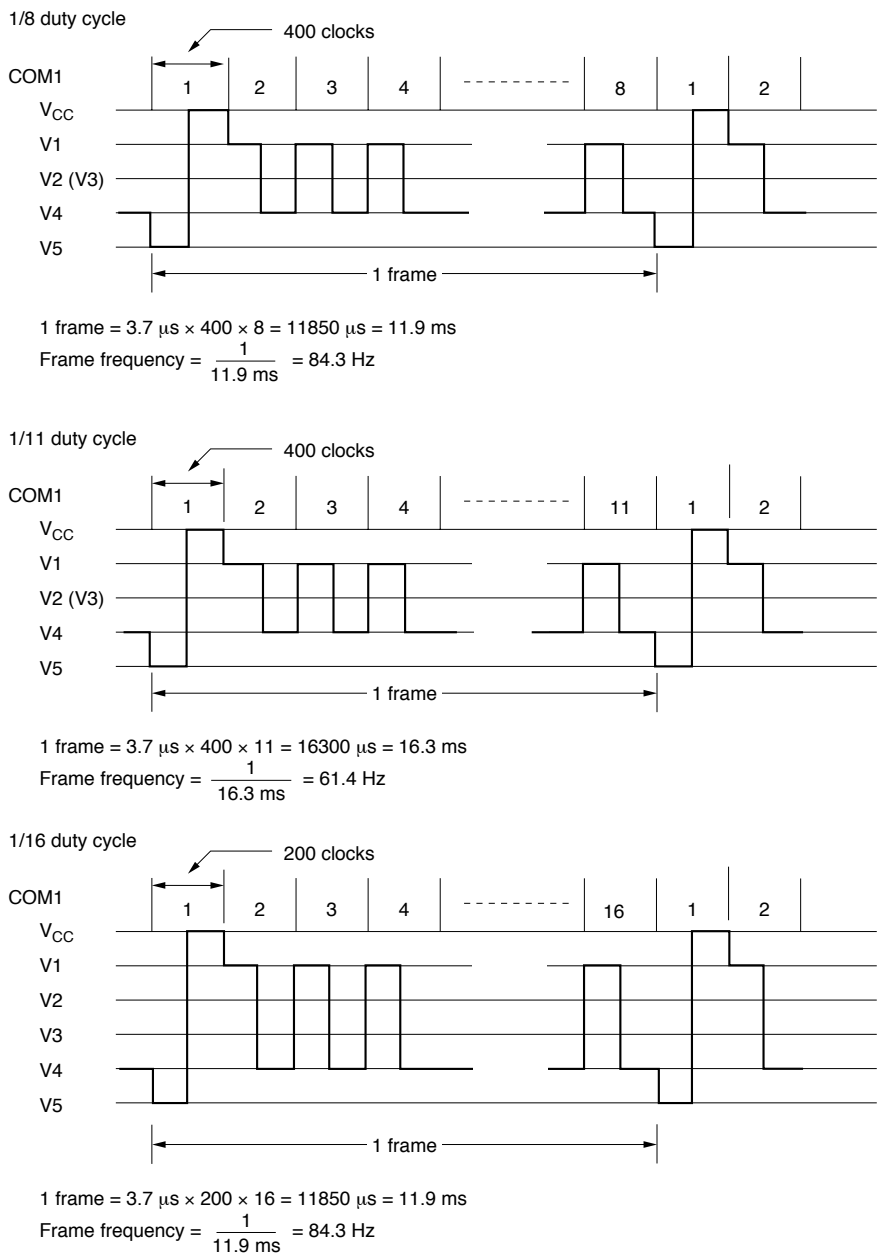 1/8 duty cycle
400 clocks
COM1
1 2 3 4 8 1 2
VCC
V1
V2 (V3)
V4
V5
1 frame
1 frame = 3.7 μs × 400 × 8 = 11850 μs = 11.9 ms
Frame frequency = 1 / 11.9 ms = 84.3 Hz
1/11 duty cycle
400 clocks
COM1
1 2 3 4 11 1 2
VCC
V1
V2 (V3)
V4
V5
1 frame
1 frame = 3.7 μs × 400 × 11 = 16300 μs = 16.3 ms
Frame frequency = 1 / 16.3 ms = 61.4 Hz
1/16 duty cycle
200 clocks
COM1
1 2 3 4 16 1 2
VCC
V1
V2
V3
V4
V5
1 frame
1 frame = 3.7 μs × 200 × 16 = 11850 μs = 11.9 ms
Frame frequency = 1 / 11.9 ms = 84.3 Hz